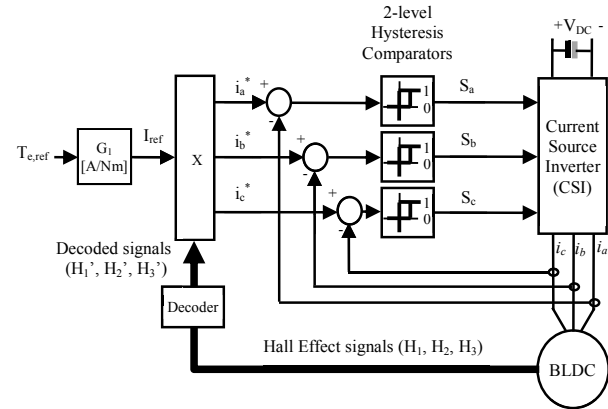 2-level
Hysteresis
Comparators
+V_DC -
i_a^*
+
-
1
0
S_a
T_e,ref
G_1
[A/Nm]
I_ref
X
i_b^*
+
-
1
0
S_b
Current
Source
Inverter
(CSI)
i_c^*
+
-
1
0
S_c
Decoded signals
(H_1’, H_2’, H_3’)
i_c i_b i_a
Decoder
Hall Effect signals (H_1, H_2, H_3)
BLDC